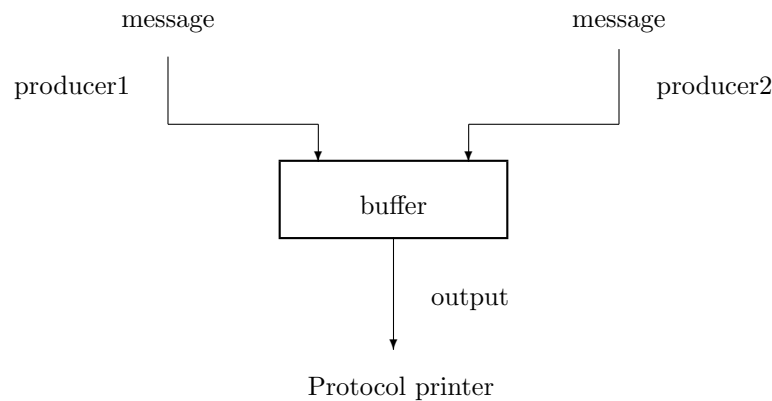 message
message
producer1
producer2
buffer
output
Protocol printer